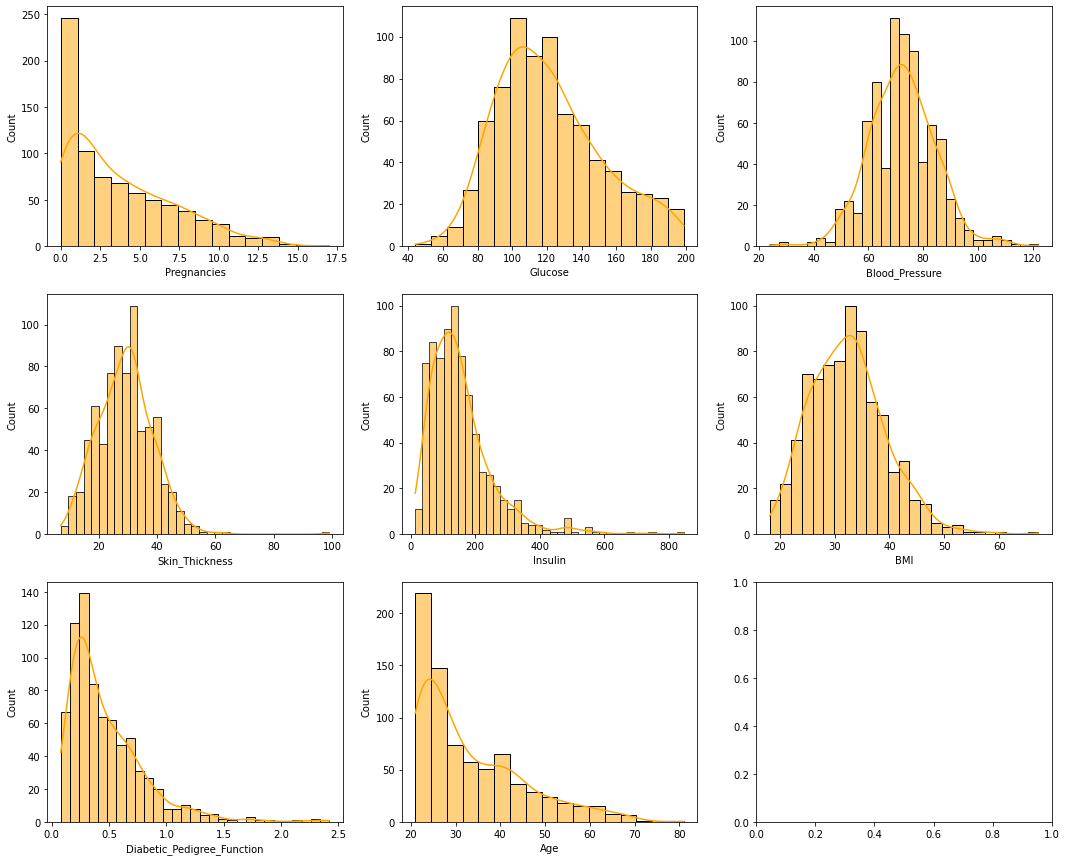 250
200
150
100
50
0
Count
0.0 2.5 5.0 7.5 10.0 12.5 15.0 17.5
Pregnancies
100
80
60
40
20
0
Count
40 60 80 100 120 140 160 180 200
Glucose
100
80
60
40
20
0
Count
20 40 60 80 100 120
Blood_Pressure
100
80
60
40
20
0
Count
20 40 60 80 100
Skin_Thickness
100
80
60
40
20
0
Count
0 200 400 600 800
Insulin
100
80
60
40
20
0
Count
20 30 40 50 60
BMI
140
120
100
80
60
40
20
0
Count
0.0 0.5 1.0 1.5 2.0 2.5
Diabetic_Pedigree_Function
200
150
100
50
0
Count
20 30 40 50 60 70 80
Age
1.0
0.8
0.6
0.4
0.2
0.0
0.0 0.2 0.4 0.6 0.8 1.0